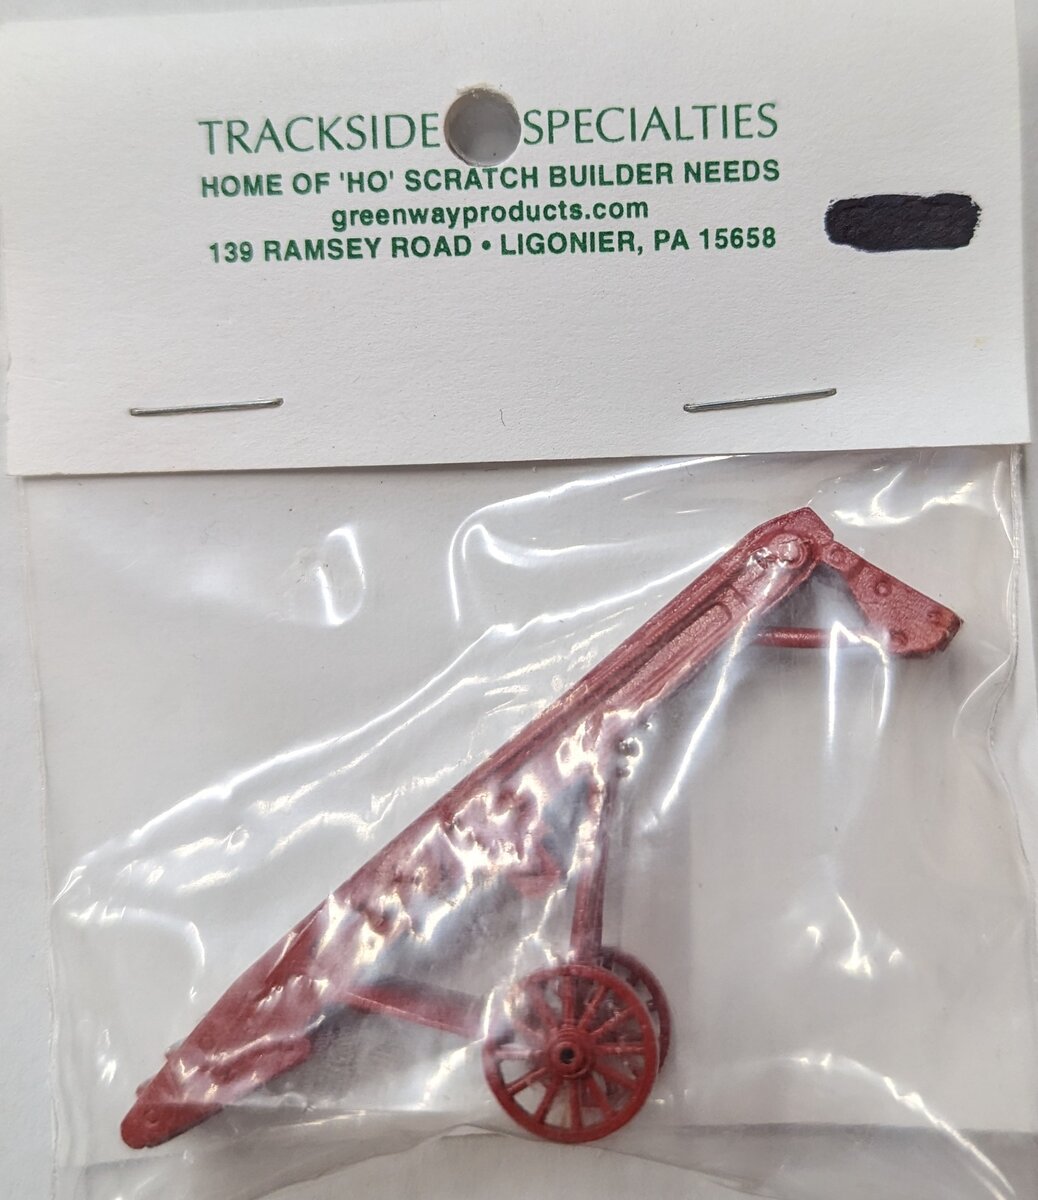 TRACKSIDE SPECIALTIES
HOME OF 'HO' SCRATCH BUILDER NEEDS
greenwayproducts.com
139 RAMSEY ROAD • LIGONIER, PA 15658